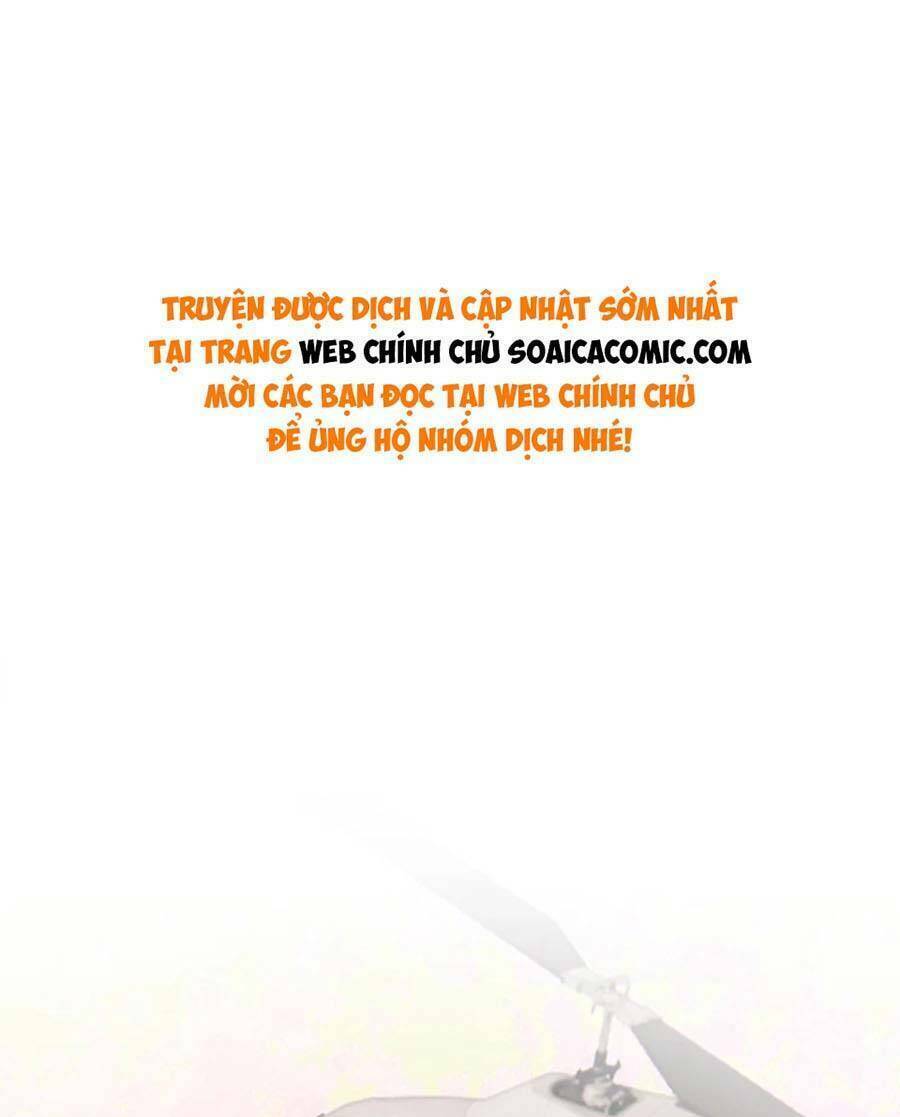 TRUYỆN ĐƯỢC DỊCH VÀ CẬP NHẬT SỚM NHẤT
TẠI TRANG WEB CHÍNH CHỦ SOAICACOMIC.COM
MỜI CÁC BẠN ĐỌC TẠI WEB CHÍNH CHỦ
ĐỂ ỦNG HỘ NHÓM DỊCH NHÉ!